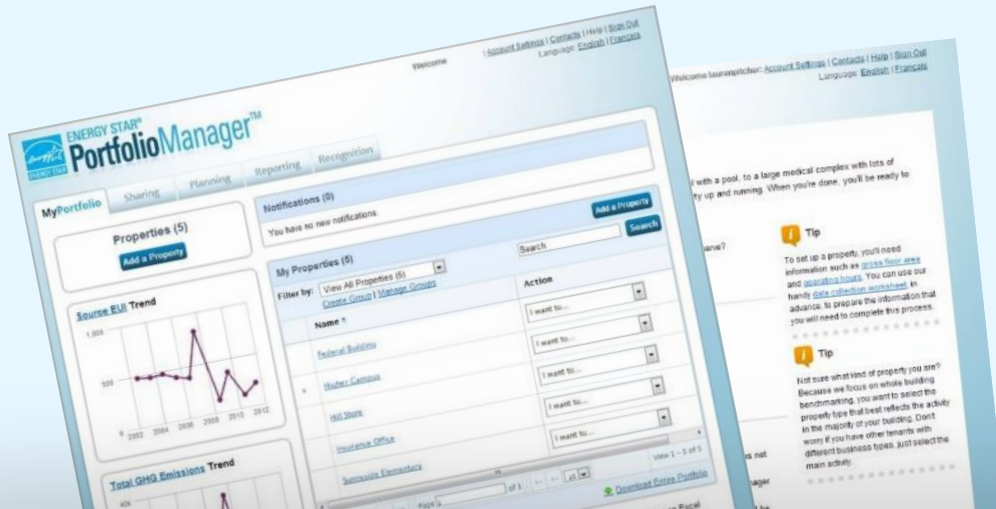 Welcome
| Account Settings | Contacts | Help | Sign Out
Language: English | Français
ENERGY STAR®
PortfolioManager™
ENERGY STAR
MyPortfolio
Sharing
Planning
Reporting
Recognition
Properties (5)
Add a Property
Source EUI Trend
1,000
500
0
2002 2004 2006 2008 2010 2012
Total GHG Emissions Trend
Notifications (0)
You have no new notifications.
My Properties (5)
Add a Property
Filter by:
View All Properties (5)
Search
Search
Create Group | Manage Groups
Name
Action
Federal Building
I want to...
Higher Campus
I want to...
Hill Store
I want to...
Insurance Office
I want to...
Sunnyside Elementary
I want to...
Page
of 1
all
View 1 - 5 of 5
Download Entire Portfolio
Excel
Welcome laurenpitcher: Account Settings | Contacts | Help | Sign Out
Language: English | Français
with a pool, to a large medical complex with lots of
up and running. When you're done, you'll be ready to
Tip
To set up a property, you'll need
information such as gross floor area
and operating hours. You can use our
handy data collection worksheet, in
advance, to prepare the information that
you will need to complete this process.
Tip
Not sure what kind of property you are?
Because we focus on whole building
benchmarking, you want to select the
property type that best reflects the activity
in the majority of your building. Don't
worry if you have other tenants with
different business types, just select the
main activity.
not